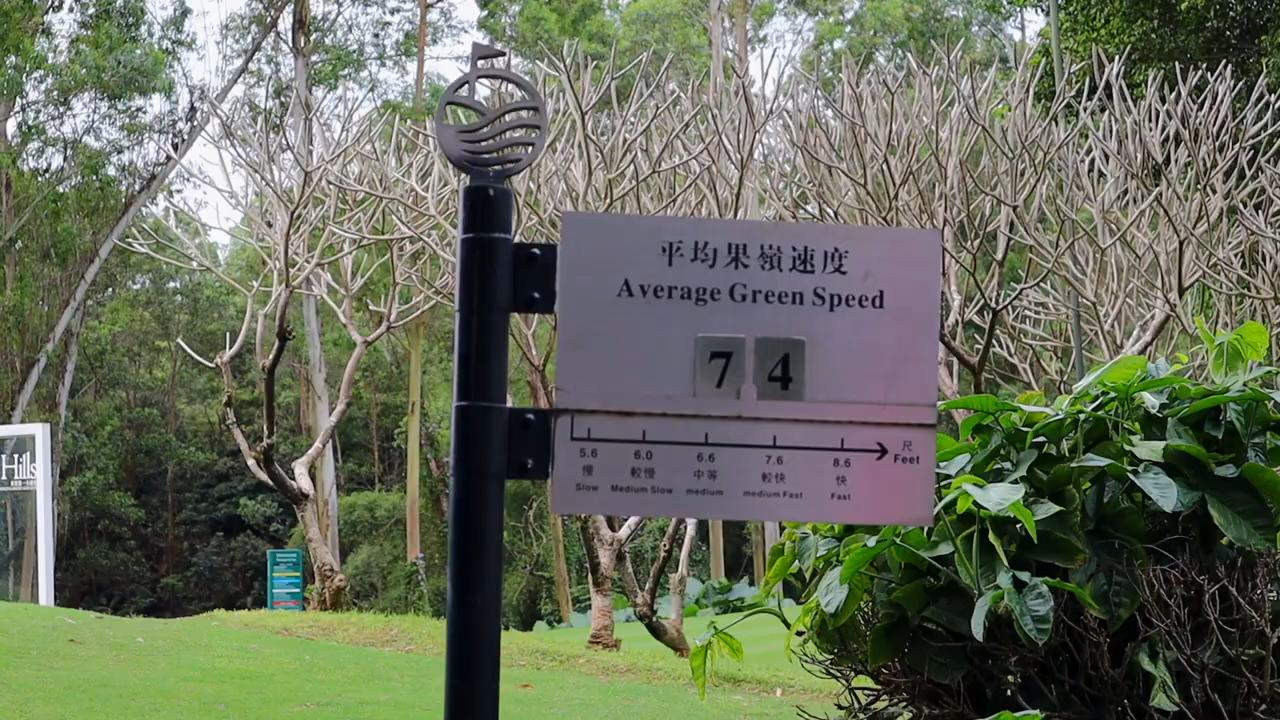 平均果嶺速度
Average Green Speed
7 4
5.6 6.0 6.6 7.6 8.6 尺
Feet
慢 較慢 中等 較快 快
Slow Medium Slow medium medium Fast Fast
Hills